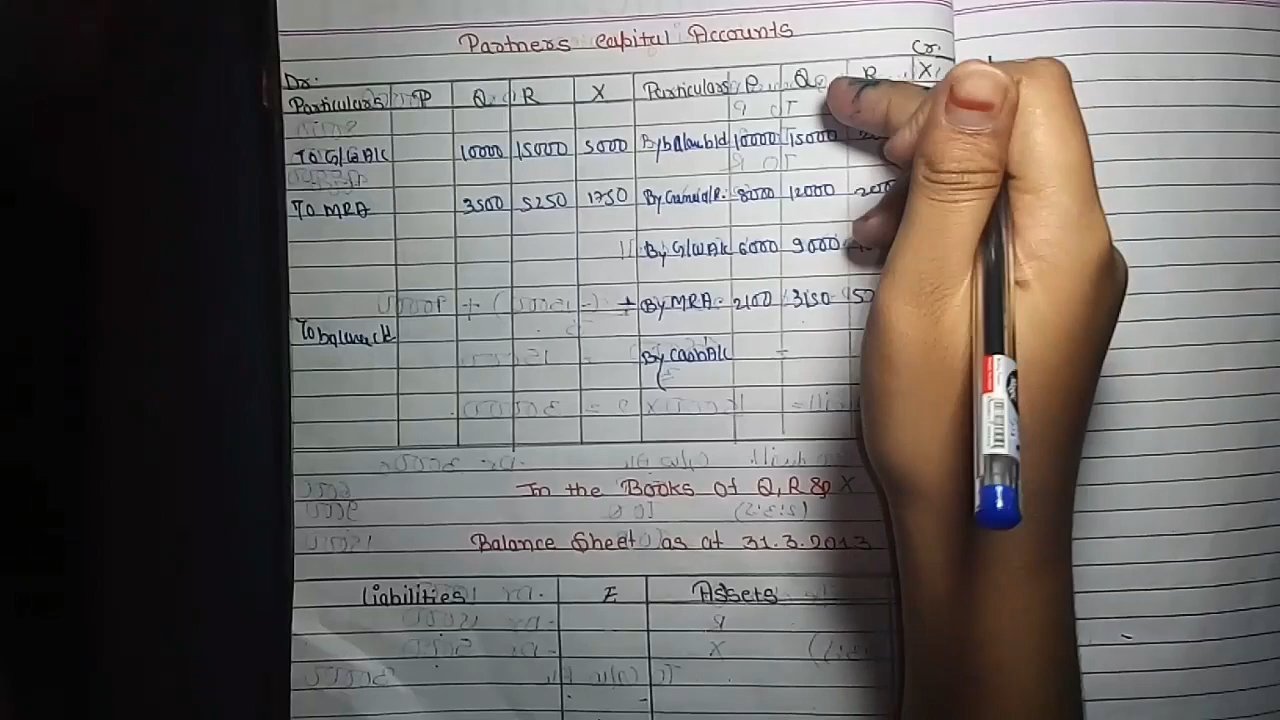 Partners Capital Accounts
Dr. Cr.
Particulars P Q R X Particulars P Q R X
To G/W A/c 10000 15000 5000 By balance b/d 10000 15000
To MRA 3500 5250 1750 By General R. 8000 12000
By G/W A/c 6000 9000
By MRA 2100 3150
To balance c/d By Cash A/c
In the Books of Q, R & X
Balance Sheet as at 31.3.2013
Liabilities ₹ Assets